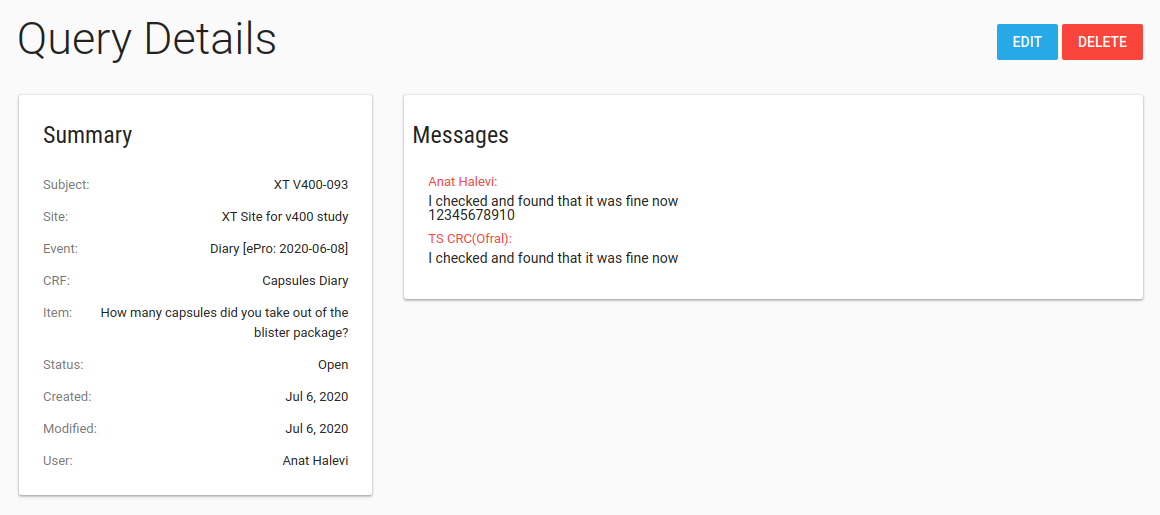 Query Details
EDIT
DELETE
Summary
Subject: XT V400-093
Site: XT Site for v400 study
Event: Diary [ePro: 2020-06-08]
CRF: Capsules Diary
Item: How many capsules did you take out of the
blister package?
Status: Open
Created: Jul 6, 2020
Modified: Jul 6, 2020
User: Anat Halevi
Messages
Anat Halevi:
I checked and found that it was fine now
12345678910
TS CRC(Ofral):
I checked and found that it was fine now